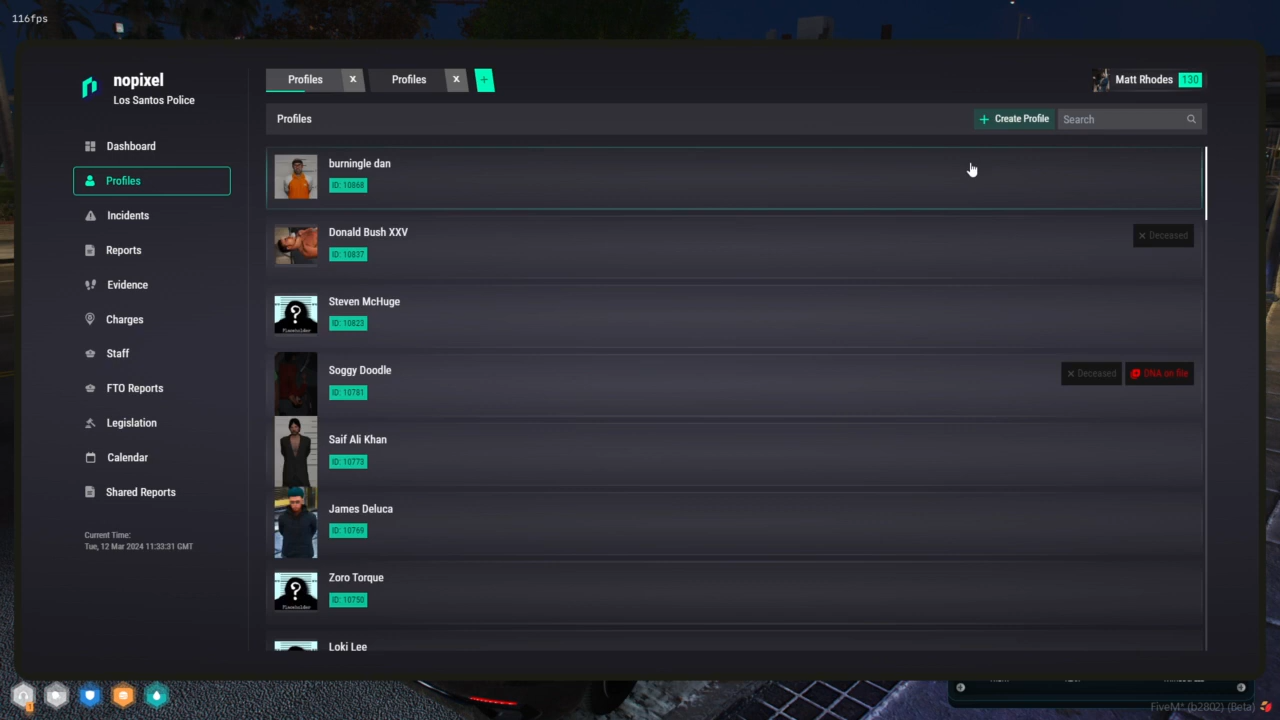 116fps
nopixel
Los Santos Police
Profiles x
Profiles x
+
Matt Rhodes 130
Profiles
+ Create Profile
Search
Dashboard
Profiles
Incidents
Reports
Evidence
Charges
Staff
FTO Reports
Legislation
Calendar
Shared Reports
Current Time:
Tue, 12 Mar 2024 11:33:31 GMT
burningle dan
ID: 10868
Donald Bush XXV
ID: 10837
x Deceased
Steven McHuge
ID: 10823
? Placeholder
Soggy Doodle
ID: 10781
x Deceased
DNA on file
Saif Ali Khan
ID: 10773
James Deluca
ID: 10769
Zoro Torque
ID: 10750
? Placeholder
Loki Lee
FiveM* (b2802) (Beta)